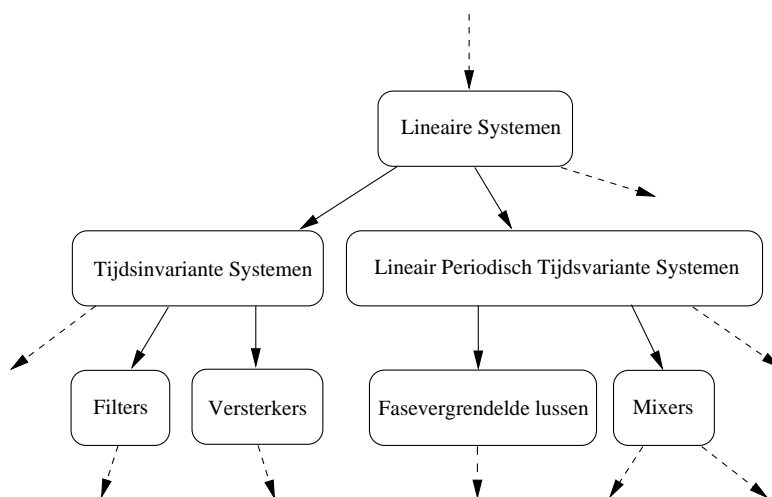 Lineaire Systemen
Tijdsinvariante Systemen
Lineair Periodisch Tijdsvariante Systemen
Filters
Versterkers
Fasevergrendelde lussen
Mixers